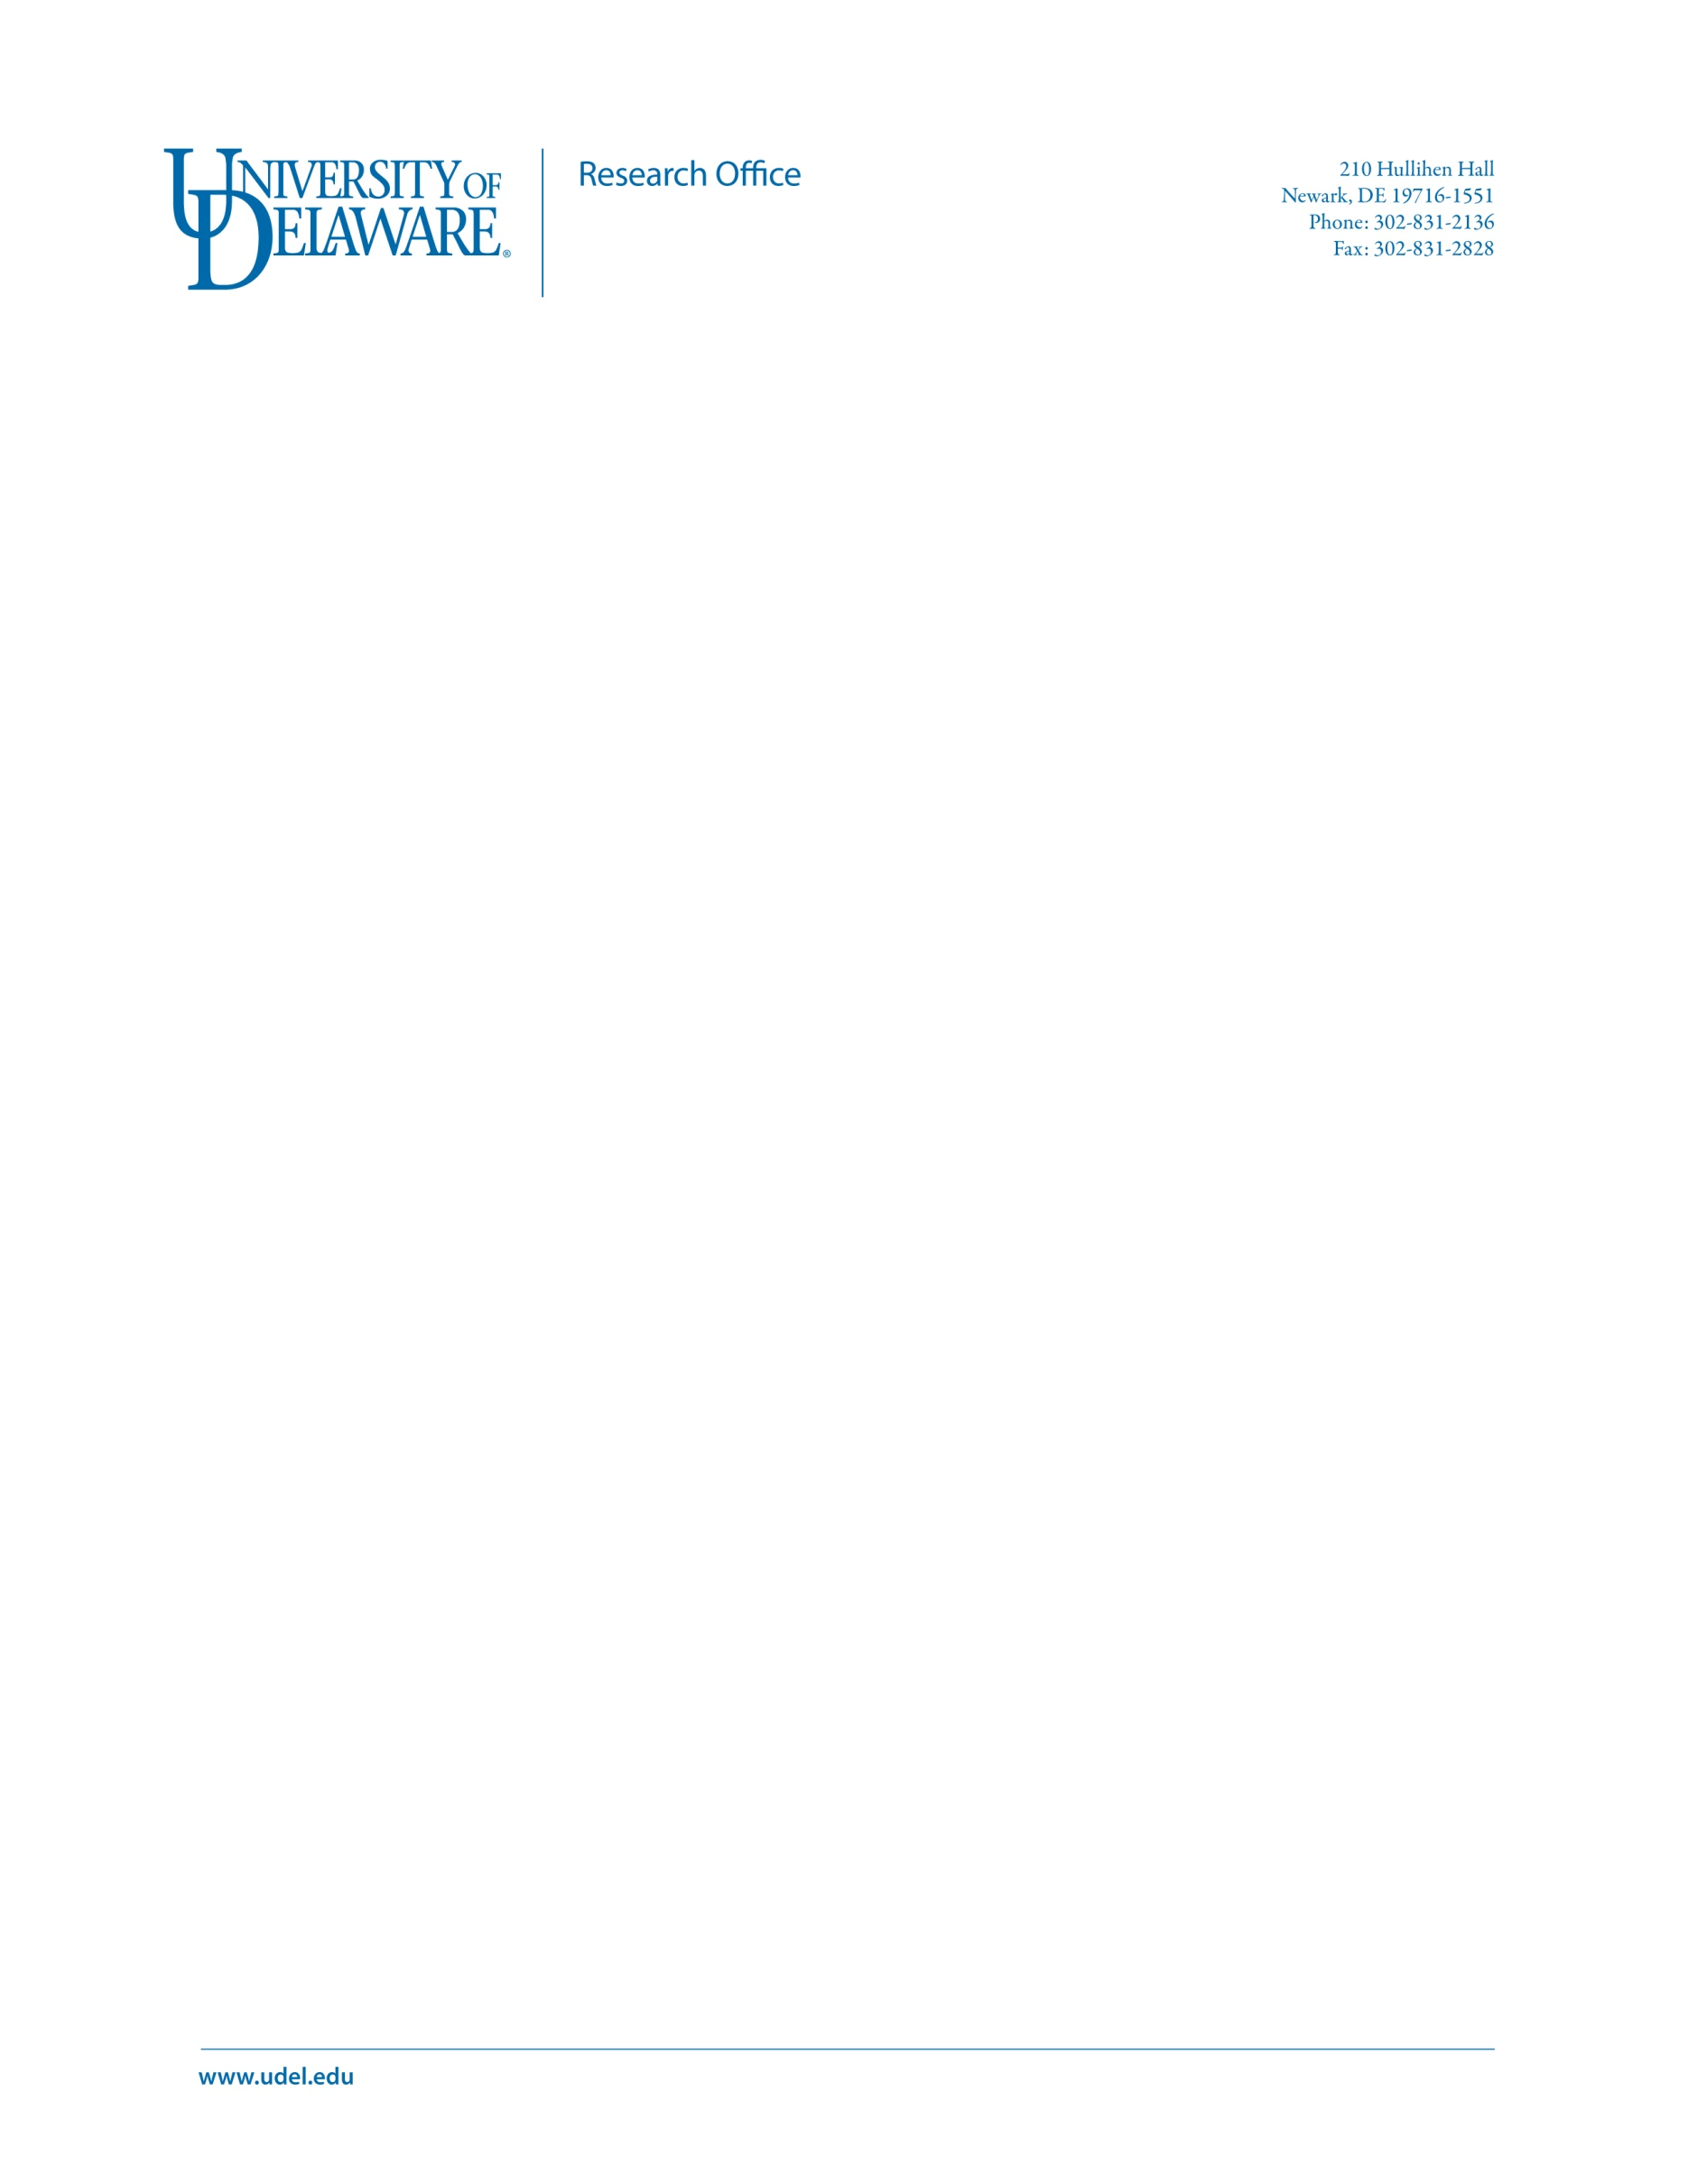 UNIVERSITY OF
DELAWARE®
Research Office
210 Hullihen Hall
Newark, DE 19716-1551
Phone: 302-831-2136
Fax: 302-831-2828
www.udel.edu